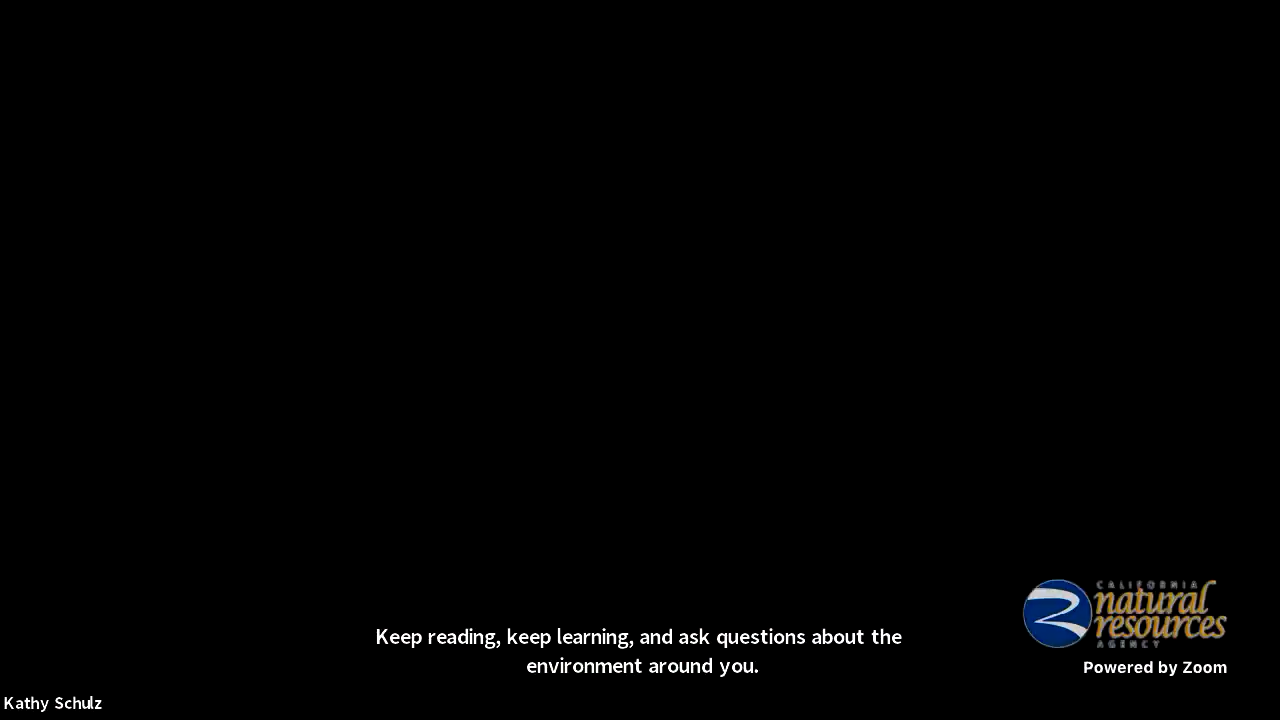 CALIFORNIA
natural
resources
AGENCY
Keep reading, keep learning, and ask questions about the
environment around you.
Powered by Zoom
Kathy Schulz